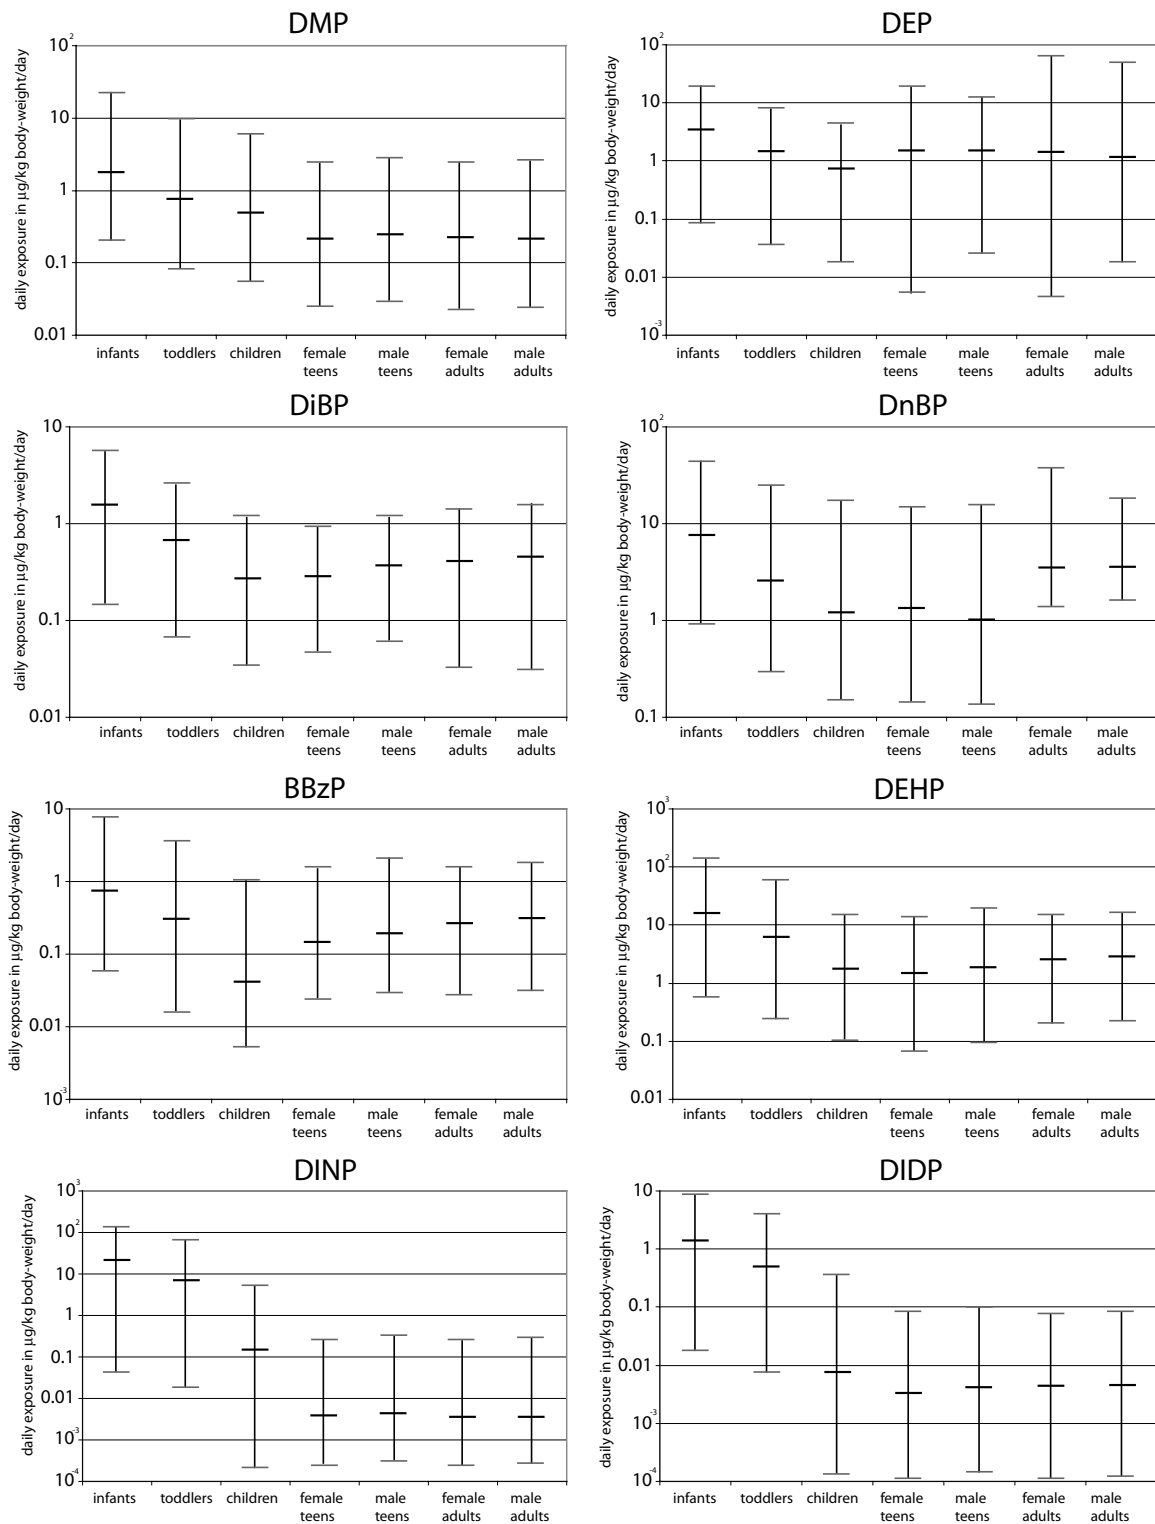 DMP
daily exposure in µg/kg body-weight/day
10²
10
1
0.1
0.01
infants toddlers children female teens male teens female adults male adults
DEP
daily exposure in µg/kg body-weight/day
10²
10
1
0.1
0.01
10⁻³
infants toddlers children female teens male teens female adults male adults
DiBP
daily exposure in µg/kg body-weight/day
10
1
0.1
0.01
infants toddlers children female teens male teens female adults male adults
DnBP
daily exposure in µg/kg body-weight/day
10²
10
1
0.1
infants toddlers children female teens male teens female adults male adults
BBzP
daily exposure in µg/kg body-weight/day
10
1
0.1
0.01
10⁻³
infants toddlers children female teens male teens female adults male adults
DEHP
daily exposure in µg/kg body-weight/day
10³
10²
10
1
0.1
0.01
infants toddlers children female teens male teens female adults male adults
DINP
daily exposure in µg/kg body-weight/day
10³
10²
10
1
0.1
0.01
10⁻³
10⁻⁴
infants toddlers children female teens male teens female adults male adults
DIDP
daily exposure in µg/kg body-weight/day
10
1
0.1
0.01
10⁻³
10⁻⁴
infants toddlers children female teens male teens female adults male adults